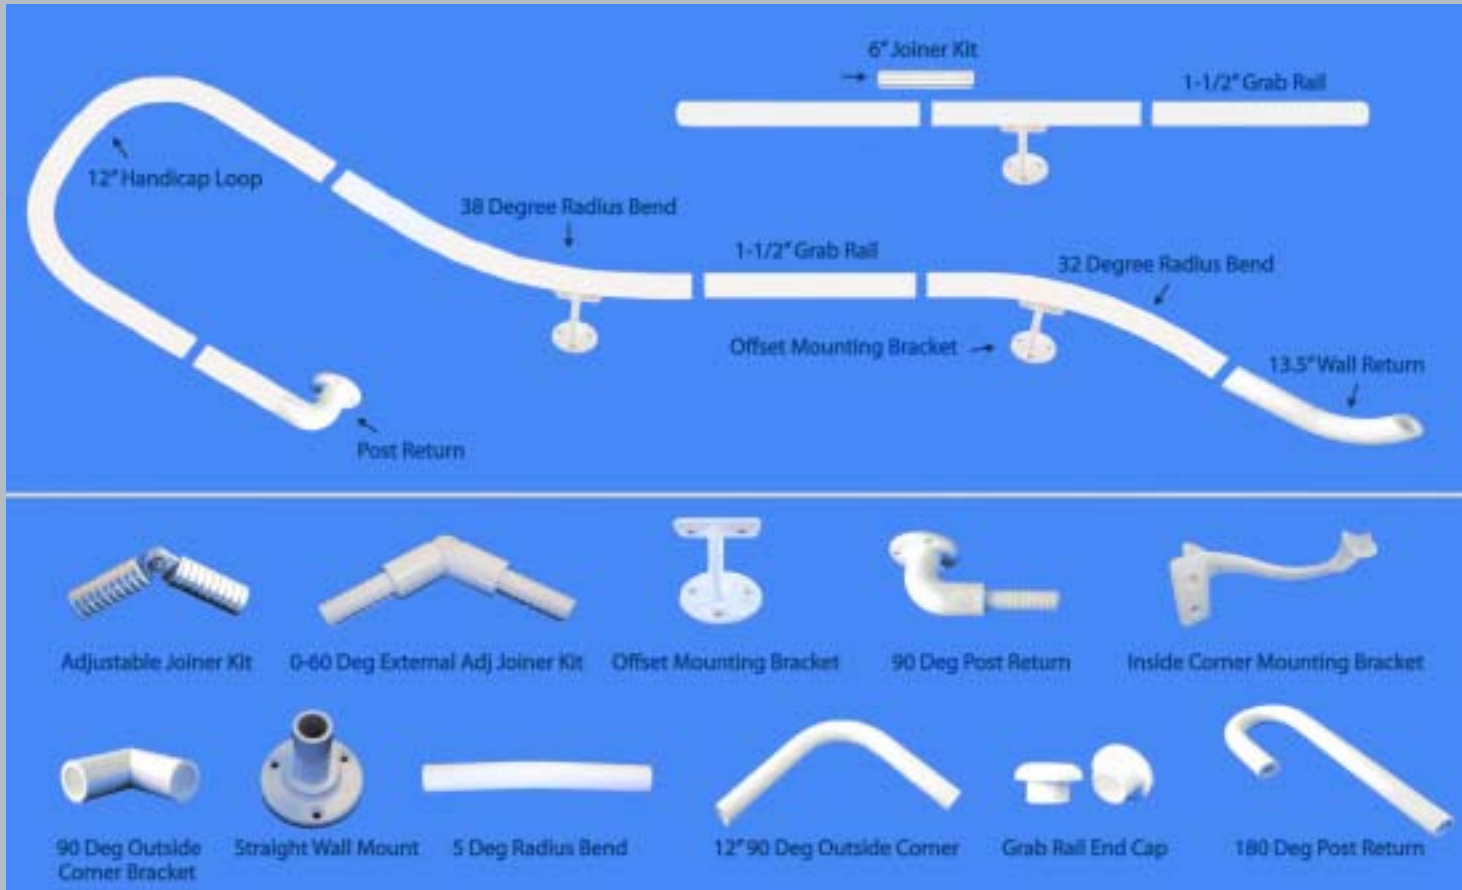 6" Joiner Kit
1-1/2" Grab Rail
12" Handicap Loop
38 Degree Radius Bend
1-1/2" Grab Rail
32 Degree Radius Bend
Offset Mounting Bracket
13.5" Wall Return
Post Return
Adjustable Joiner Kit
0-60 Deg External Adj Joiner Kit
Offset Mounting Bracket
90 Deg Post Return
Inside Corner Mounting Bracket
90 Deg Outside
Corner Bracket
Straight Wall Mount
5 Deg Radius Bend
12" 90 Deg Outside Corner
Grab Rail End Cap
180 Deg Post Return